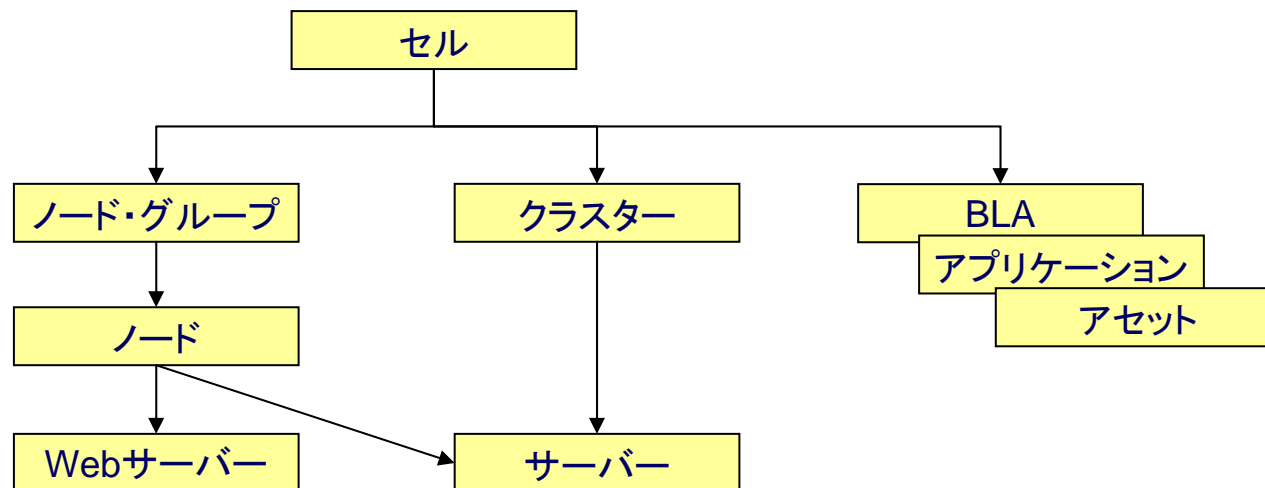 セル
ノード・グループ
クラスター
BLA
アプリケーション
アセット
ノード
Webサーバー
サーバー